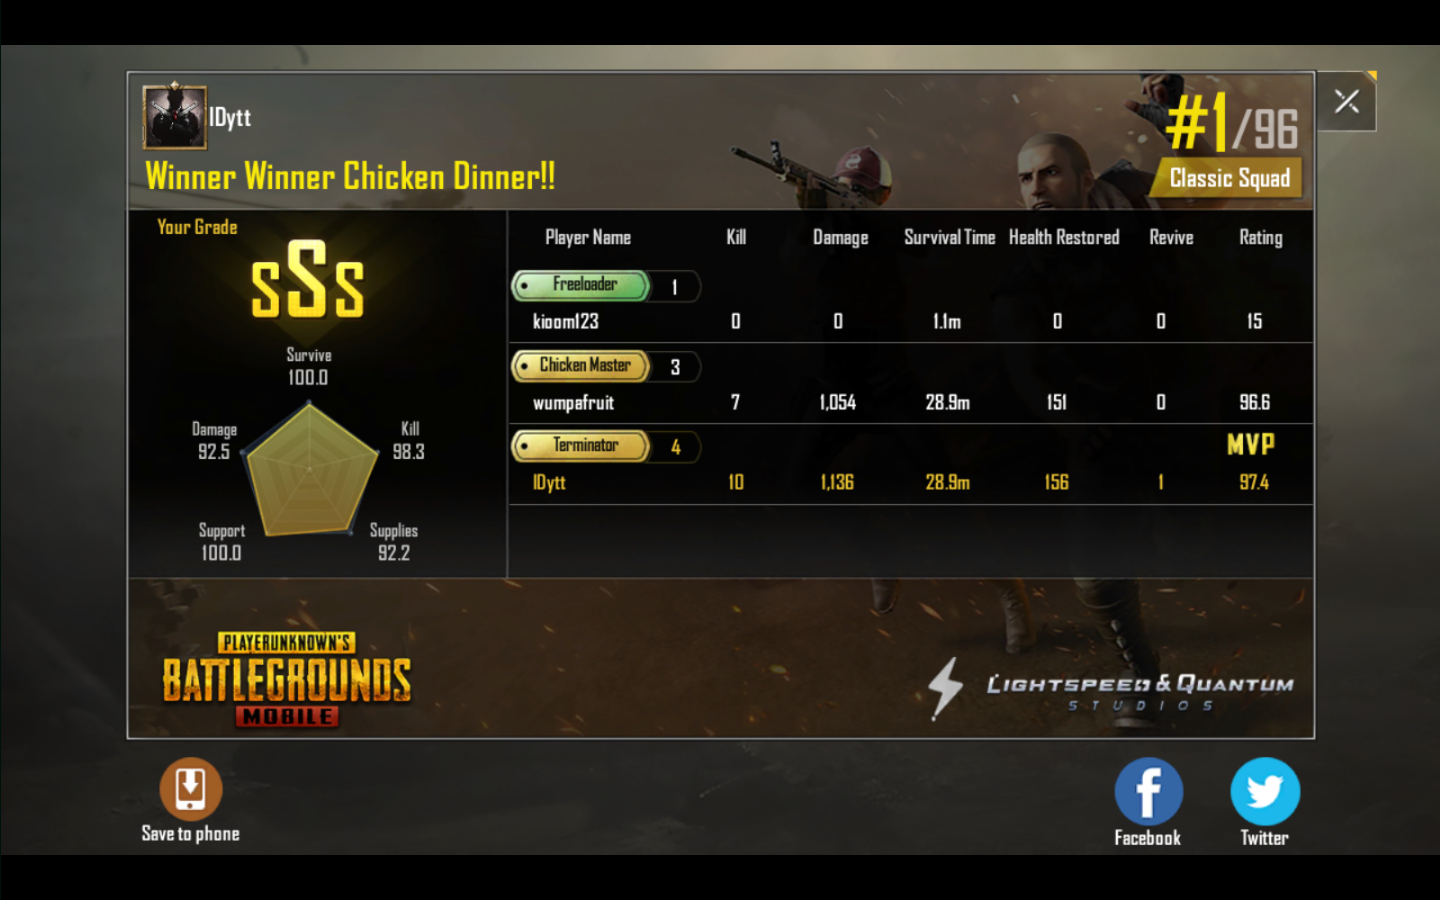 IDytt
Winner Winner Chicken Dinner!!
#1/96
Classic Squad
Your Grade
SSS
Survive
100.0
Damage
92.5
Kill
98.3
Support
100.0
Supplies
92.2
Player Name Kill Damage Survival Time Health Restored Revive Rating
Freeloader 1
kioom123 0 0 1.1m 0 0 15
Chicken Master 3
wumpafruit 7 1,054 28.9m 151 0 96.6
Terminator 4 MVP
IDytt 10 1,136 28.9m 156 1 97.4
PLAYERUNKNOWN'S
BATTLEGROUNDS
MOBILE
LIGHTSPEED & QUANTUM
STUDIOS
Save to phone
Facebook
Twitter